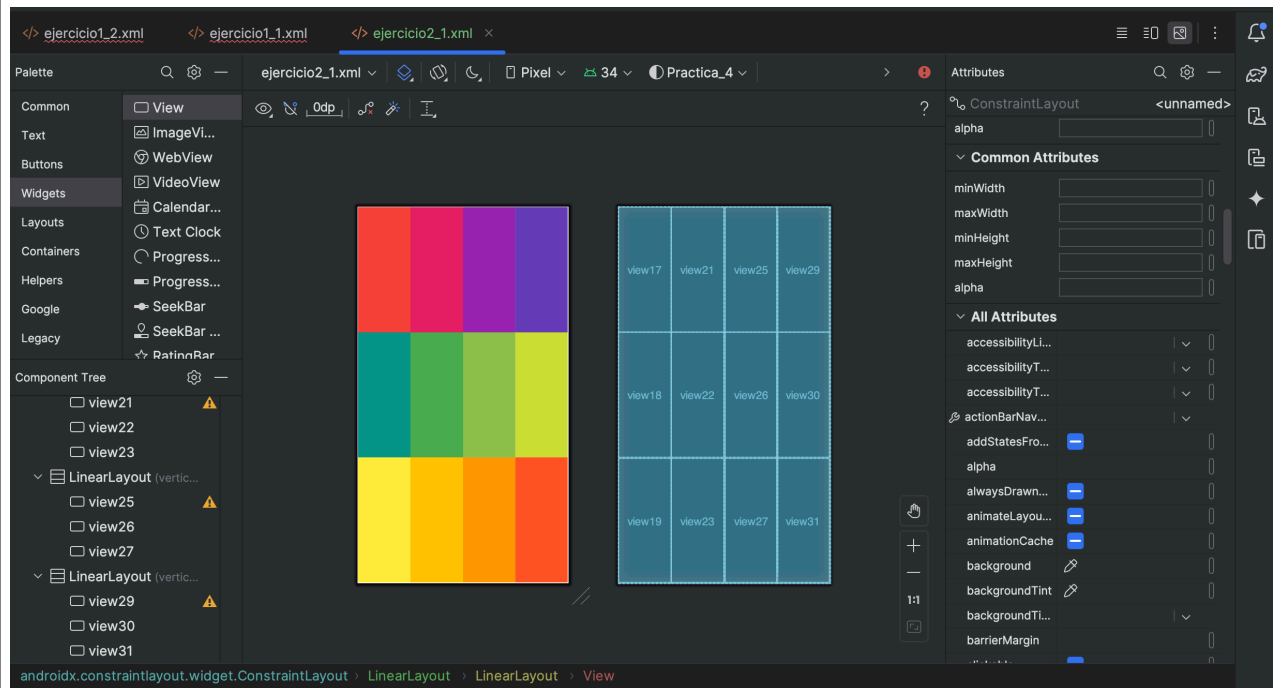 </> ejercicio1_2.xml
</> ejercicio1_1.xml
</> ejercicio2_1.xml ×
Palette
ejercicio2_1.xml
Pixel
34
Practica_4
Attributes
Common
Text
Buttons
Widgets
Layouts
Containers
Helpers
Google
Legacy
View
ImageVi...
WebView
VideoView
Calendar...
Text Clock
Progress...
Progress...
SeekBar
SeekBar ...
RatingBar
0dp
?
ConstraintLayout
<unnamed>
alpha
Common Attributes
minWidth
maxWidth
minHeight
maxHeight
alpha
All Attributes
accessibilityLi...
accessibilityT...
accessibilityT...
actionBarNav...
addStatesFro...
alpha
alwaysDrawn...
animateLayou...
animationCache
background
backgroundTint
backgroundTi...
barrierMargin
view17 view21 view25 view29
view18 view22 view26 view30
view19 view23 view27 view31
1:1
Component Tree
view21
view22
view23
LinearLayout (vertic...
view25
view26
view27
LinearLayout (vertic...
view29
view30
view31
androidx.constraintlayout.widget.ConstraintLayout › LinearLayout › LinearLayout › View